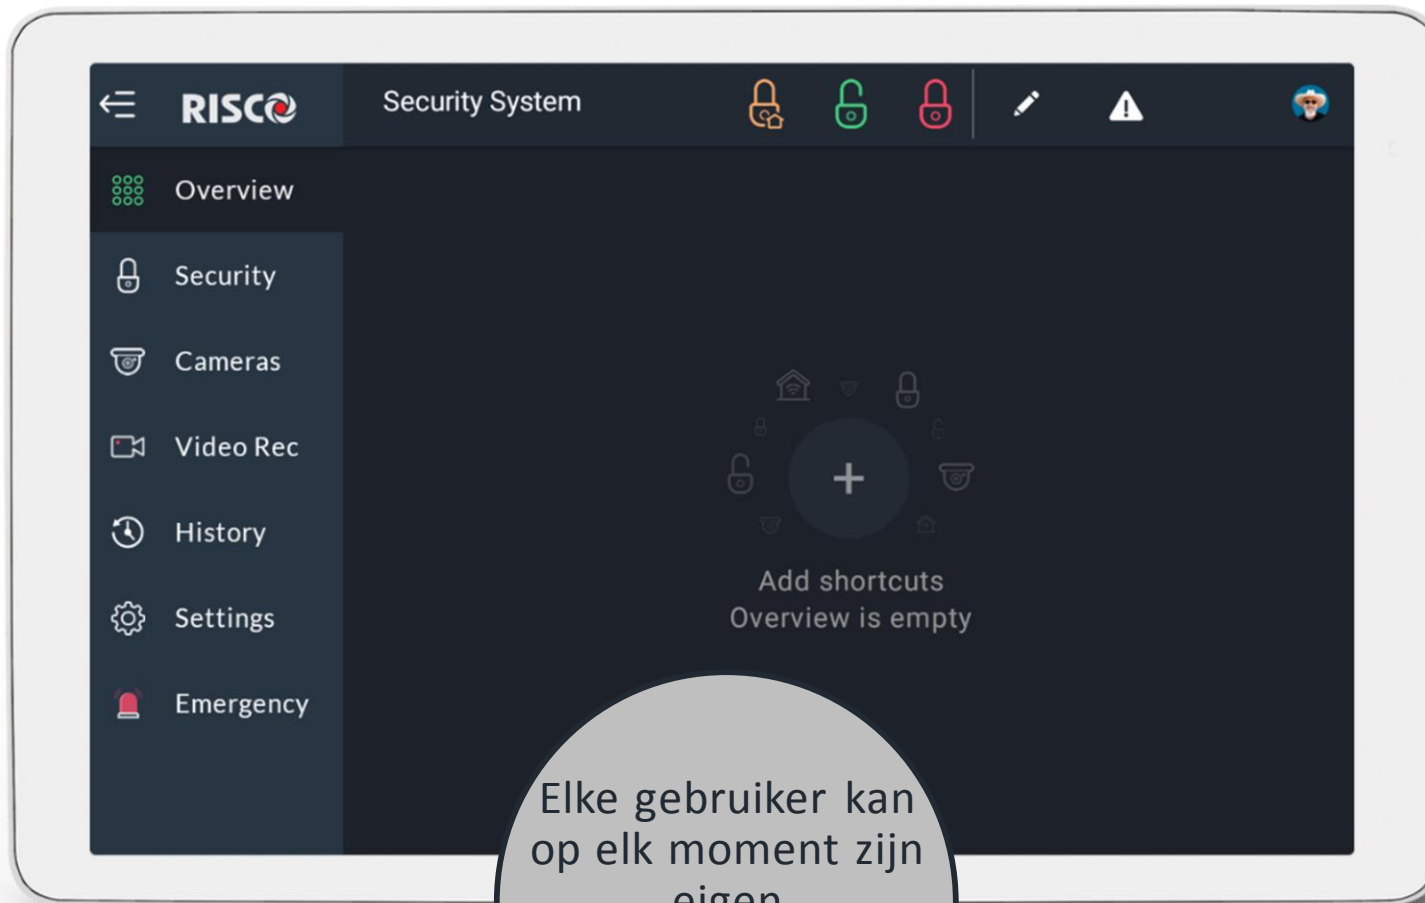 RISCO
Security System
Overview
Security
Cameras
Video Rec
History
Settings
Emergency
Add shortcuts
Overview is empty
Elke gebruiker kan
op elk moment zijn
eigen